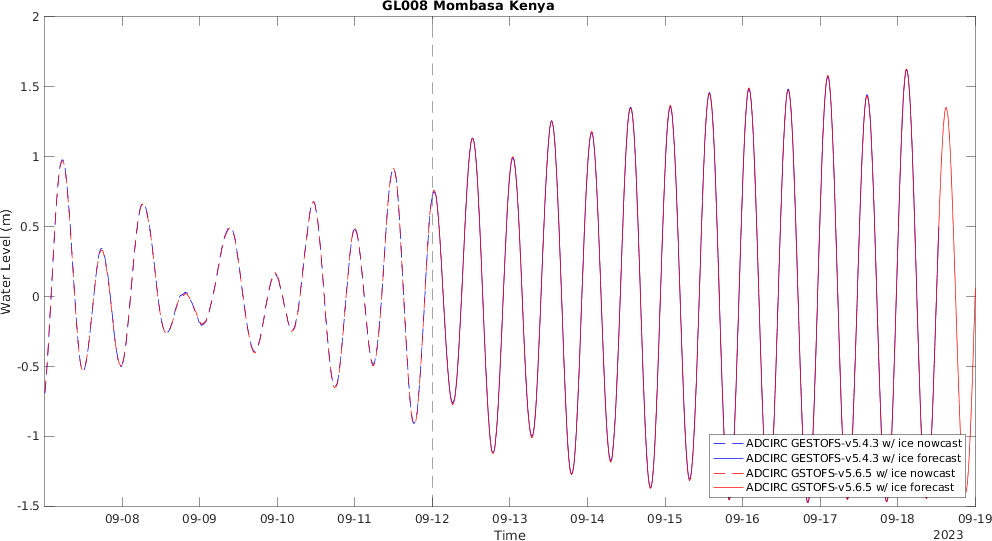 GL008 Mombasa Kenya
2
1.5
1
0.5
0
-0.5
-1
-1.5
Water Level (m)
ADCIRC GESTOFS-v5.4.3 w/ ice nowcast
ADCIRC GESTOFS-v5.4.3 w/ ice forecast
ADCIRC GSTOFS-v5.6.5 w/ ice nowcast
ADCIRC GSTOFS-v5.6.5 w/ ice forecast
09-08 09-09 09-10 09-11 09-12 09-13 09-14 09-15 09-16 09-17 09-18 09-19
Time
2023